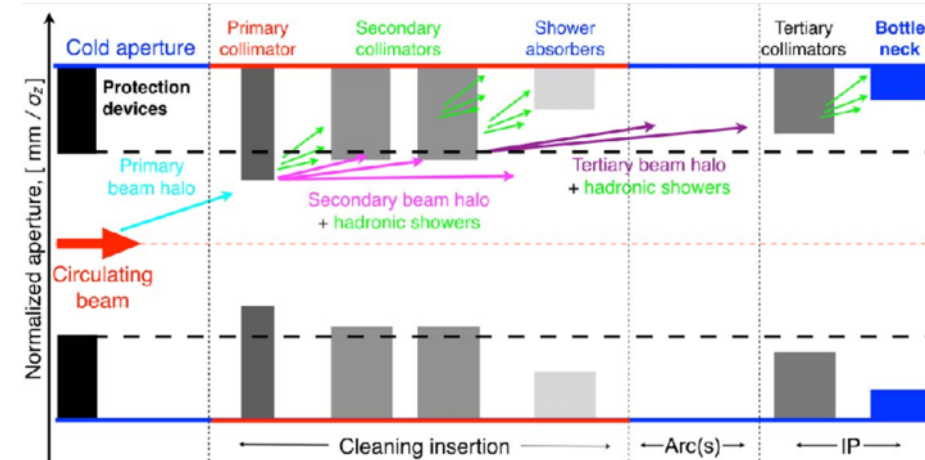 Normalized aperture, [ mm / σz ]
Cold aperture
Primary
collimator
Secondary
collimators
Shower
absorbers
Tertiary
collimators
Bottle
neck
Protection
devices
Primary
beam halo
Secondary beam halo
+ hadronic showers
Tertiary beam halo
+ hadronic showers
Circulating
beam
Cleaning insertion
Arc(s)
IP